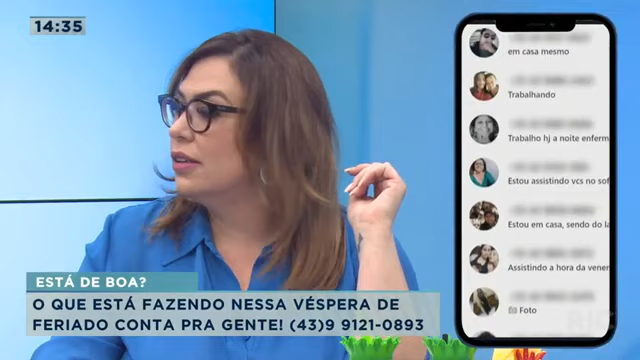 14:35
em casa mesmo
Trabalhando
Trabalho hj a noite enferm
Estou assistindo vcs no sof
Estou em casa, sendo do la
Assistindo a hora da vener
Foto
ESTÁ DE BOA?
O QUE ESTÁ FAZENDO NESSA VÉSPERA DE
FERIADO CONTA PRA GENTE! (43)9 9121-0893
RIC